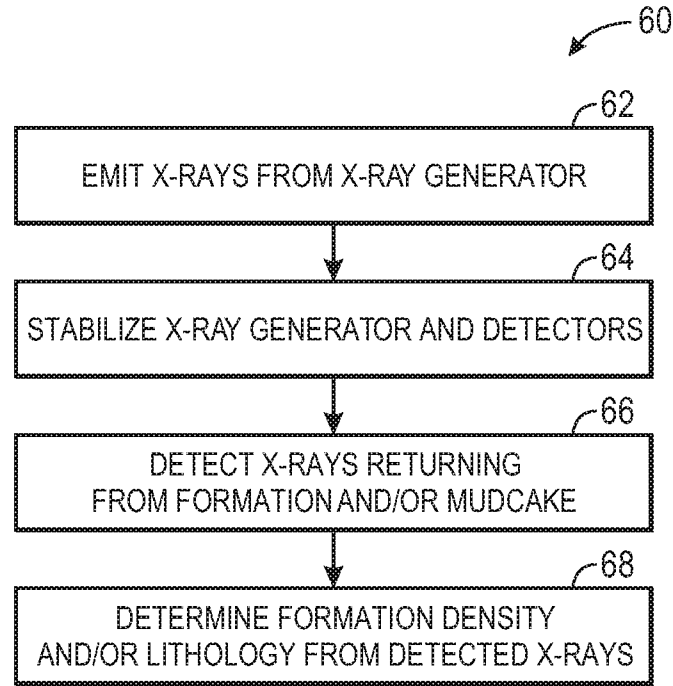 60
62
EMIT X-RAYS FROM X-RAY GENERATOR
64
STABILIZE X-RAY GENERATOR AND DETECTORS
66
DETECT X-RAYS RETURNING
FROM FORMATION AND/OR MUDCAKE
68
DETERMINE FORMATION DENSITY
AND/OR LITHOLOGY FROM DETECTED X-RAYS